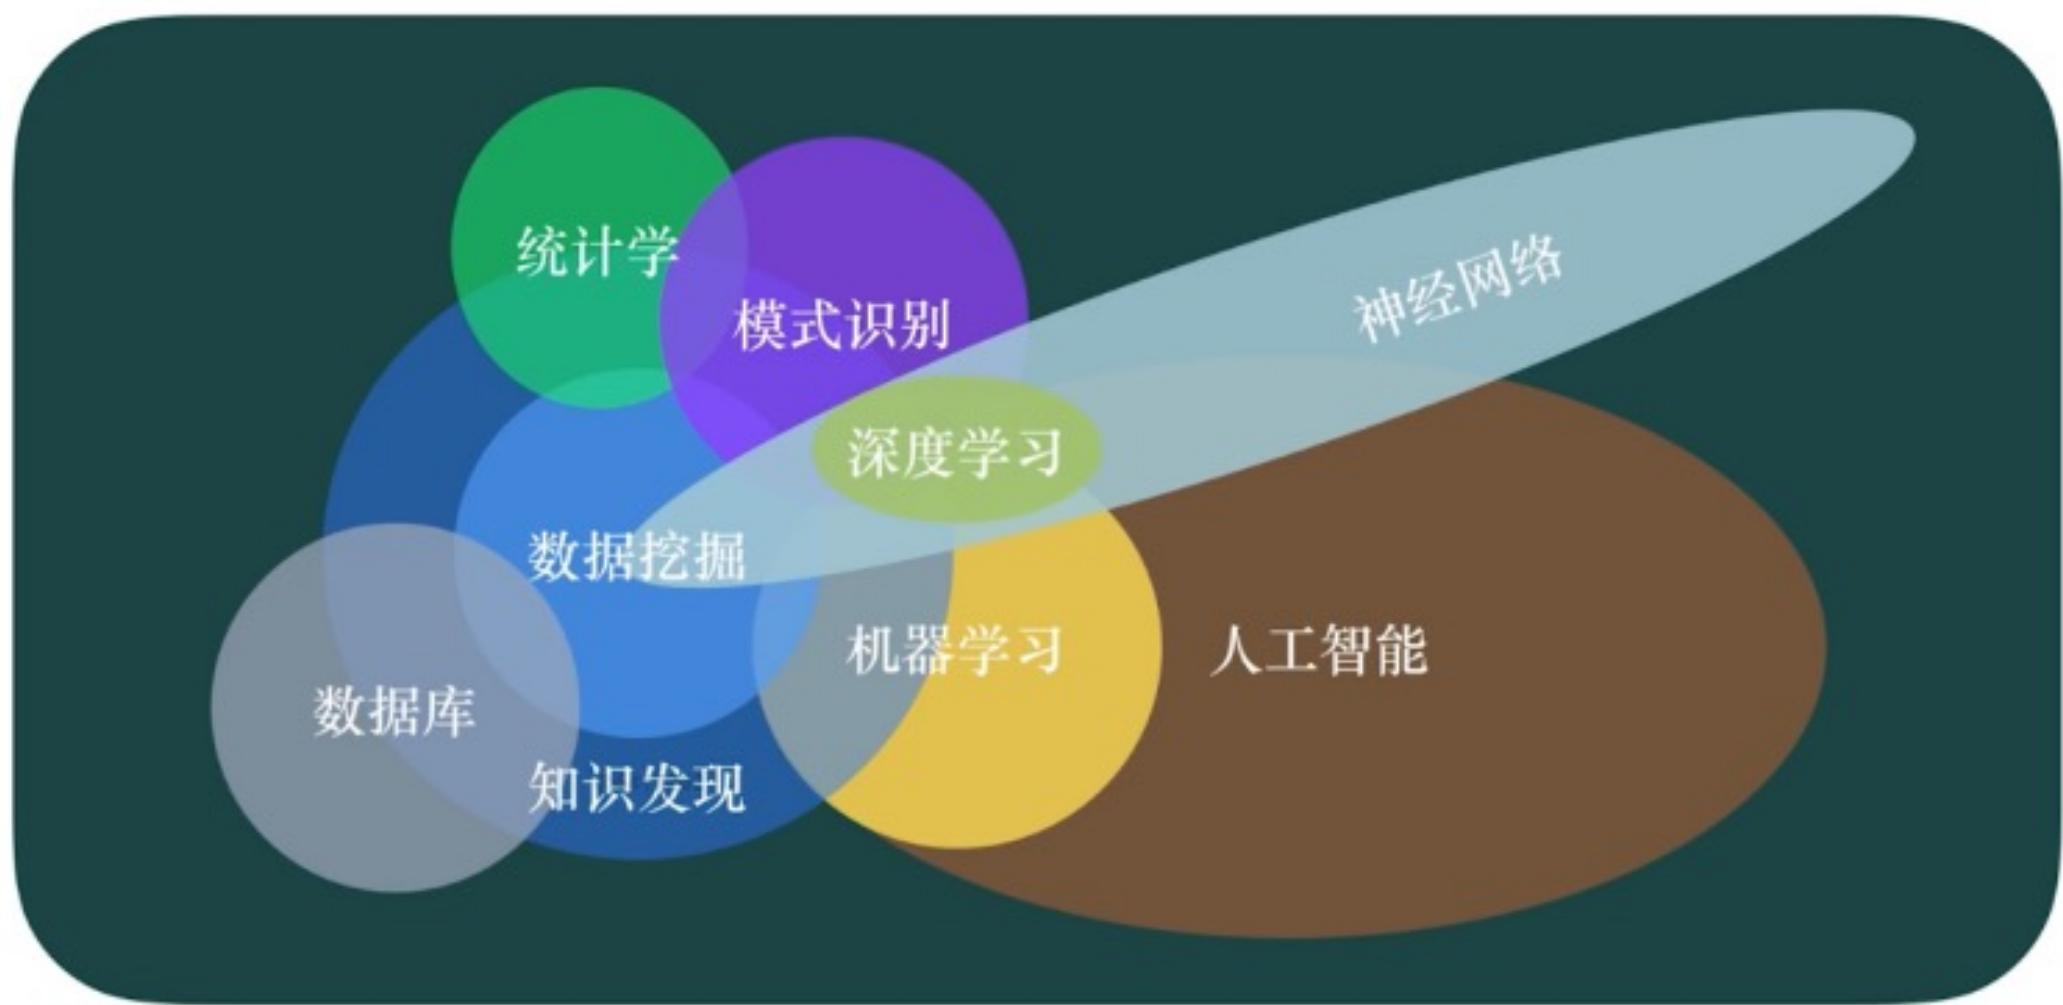 统计学
模式识别
神经网络
深度学习
数据挖掘
机器学习
人工智能
数据库
知识发现